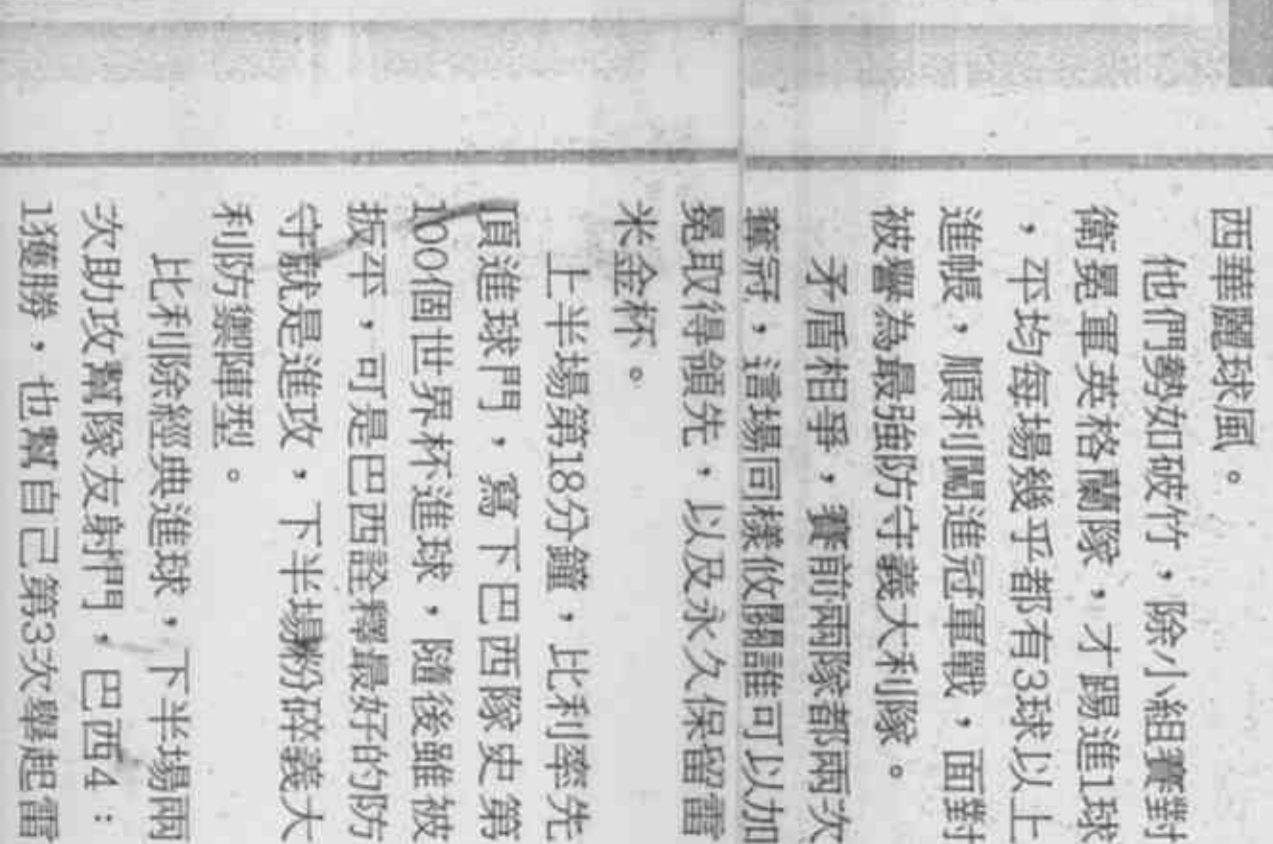 西華麗球風。
他們勢如破竹，除小組賽對
衛冕軍英格蘭隊，才踢進1球
，平均每場幾乎都有3球以上
進帳，順利闖進冠軍戰，面對
被譽為最強防守義大利隊。
矛盾相爭，賽前兩隊都兩次
奪冠，這場同樣攸關誰可以加
冕取得領先，以及永久保留雷
米金杯。
上半場第18分鐘，比利率先
頂進球門，寫下巴西隊史第
100個世界杯進球，隨後雖被
扳平，可是巴西詮釋最好的防
守就是進攻，下半場粉碎義大
利防禦陣型。
比利除經典進球，下半場兩
次助攻幫隊友射門，巴西4：
1獲勝，也幫自己第3次舉起雷